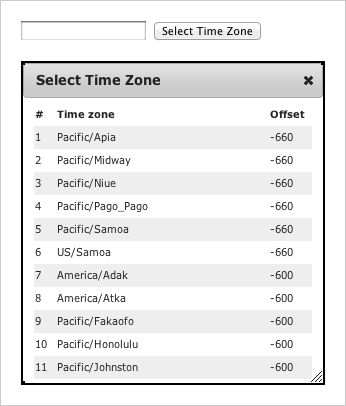 Select Time Zone
Select Time Zone ✖
# Time zone Offset
1 Pacific/Apia -660
2 Pacific/Midway -660
3 Pacific/Niue -660
4 Pacific/Pago_Pago -660
5 Pacific/Samoa -660
6 US/Samoa -660
7 America/Adak -600
8 America/Atka -600
9 Pacific/Fakaofo -600
10 Pacific/Honolulu -600
11 Pacific/Johnston -600